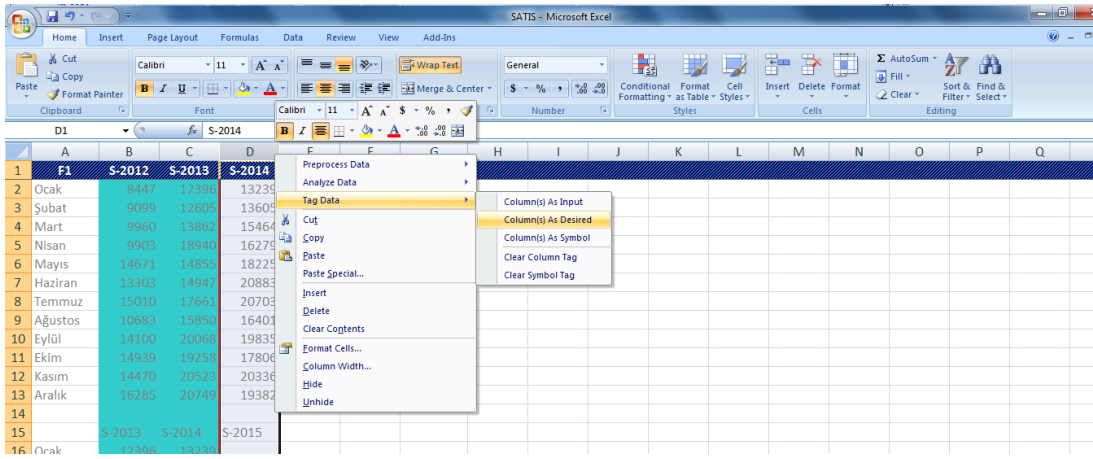 SATIS - Microsoft Excel
Home Insert Page Layout Formulas Data Review View Add-Ins
Cut
Copy
Format Painter
Paste
Clipboard
Calibri 11
B I U
Font
Wrap Text
Merge & Center
General
$ % ,
Number
Conditional Formatting
Format as Table
Cell Styles
Styles
Insert Delete Format
Cells
Σ AutoSum
Fill
Clear
Sort & Filter
Find & Select
Editing
Calibri 11 A A $ % ,
B I A
D1 fx S-2014
A B C D E F G H I J K L M N O P Q
1 F1 S-2012 S-2013 S-2014
2 Ocak 8447 12396 13239
3 Şubat 9099 12605 13605
4 Mart 9960 13862 15464
5 Nisan 9903 18940 16279
6 Mayıs 14671 14855 18225
7 Haziran 13303 14947 20883
8 Temmuz 15010 17661 20703
9 Ağustos 10683 15850 16401
10 Eylül 14100 20068 19835
11 Ekim 14939 19258 17806
12 Kasım 14470 20523 20336
13 Aralık 16285 20749 19382
14
15 S-2013 S-2014 S-2015
16 Ocak 12396 13239
Preprocess Data
Analyze Data
Tag Data
Cut
Copy
Paste
Paste Special...
Insert
Delete
Clear Contents
Format Cells...
Column Width...
Hide
Unhide
Column(s) As Input
Column(s) As Desired
Column(s) As Symbol
Clear Column Tag
Clear Symbol Tag